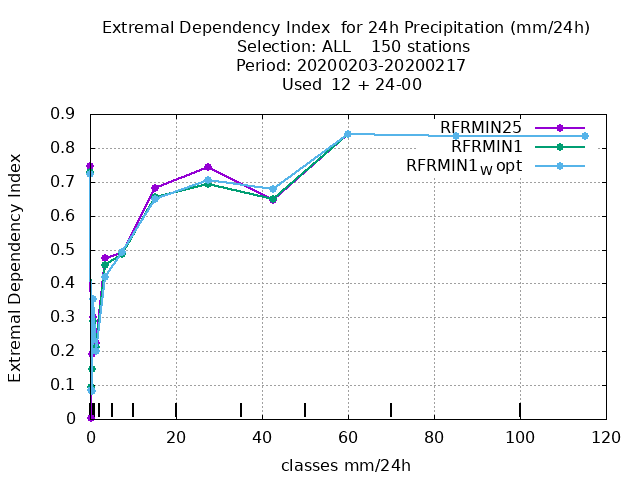 Extremal Dependency Index  for 24h Precipitation (mm/24h)
Selection: ALL    150 stations
Period: 20200203-20200217
Used  12 + 24-00
Extremal Dependency Index
0.9
0.8
0.7
0.6
0.5
0.4
0.3
0.2
0.1
0
RFRMIN25
RFRMIN1
RFRMIN1w opt
0 20 40 60 80 100 120
classes mm/24h